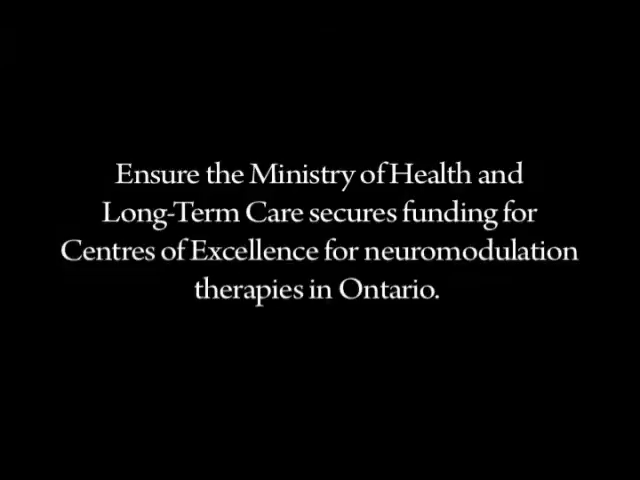 Ensure the Ministry of Health and
Long-Term Care secures funding for
Centres of Excellence for neuromodulation
therapies in Ontario.